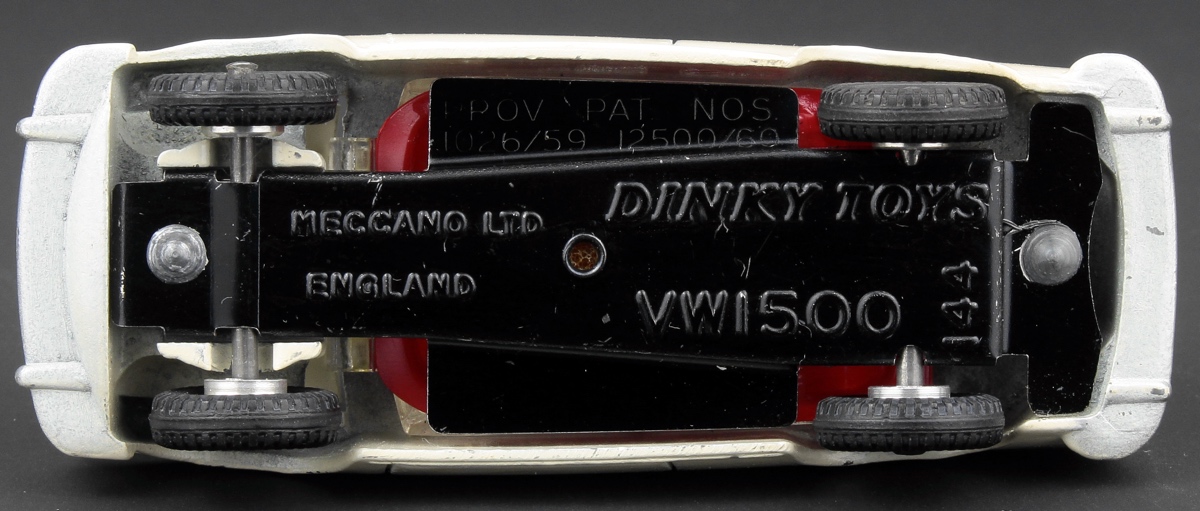 PROV PAT NOS.
1026/59 12500/60
MECCANO LTD
ENGLAND
DINKY TOYS
VW1500
144